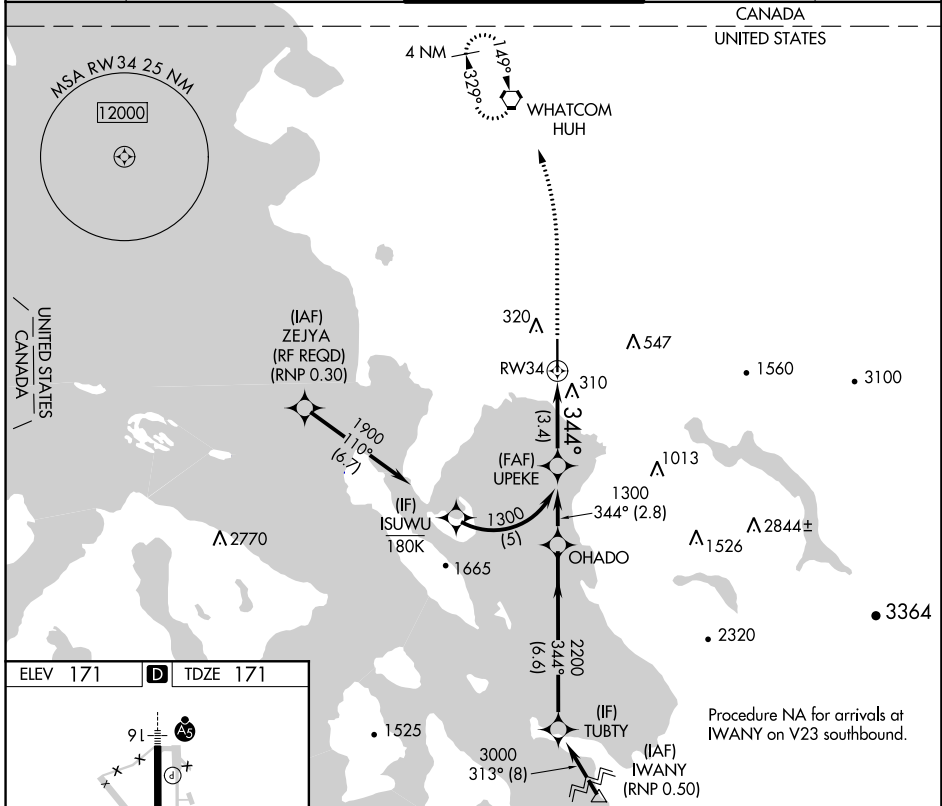 CANADA
UNITED STATES
4 NM
149°
329°
WHATCOM
HUH
MSA RW34 25 NM
12000
UNITED STATES
CANADA
(IAF)
ZEJYA
(RF REQD)
(RNP 0.30)
320
547
RW34
310
1560
3100
1900
110°
(6.7)
344°
(3.4)
(FAF)
UPEKE
1013
(IF)
ISUWU
180K
1300
(5)
1300
344° (2.8)
OHADO
2770
1665
1526
2844±
3364
2320
2200
344°
(6.6)
ELEV 171 D TDZE 171
16
A5
P
1525
(IF)
TUBTY
3000
313° (8)
(IAF)
IWANY
(RNP 0.50)
Procedure NA for arrivals at
IWANY on V23 southbound.